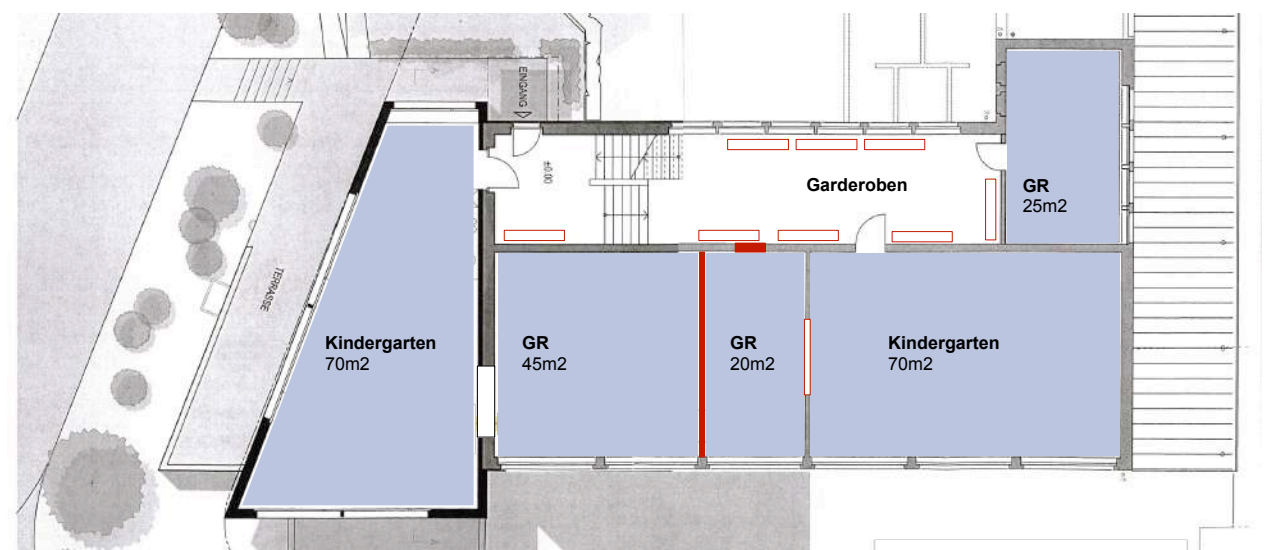 EINGANG
±0.00
Garderoben
GR
25m2
TERRASSE
Kindergarten
70m2
GR
45m2
GR
20m2
Kindergarten
70m2